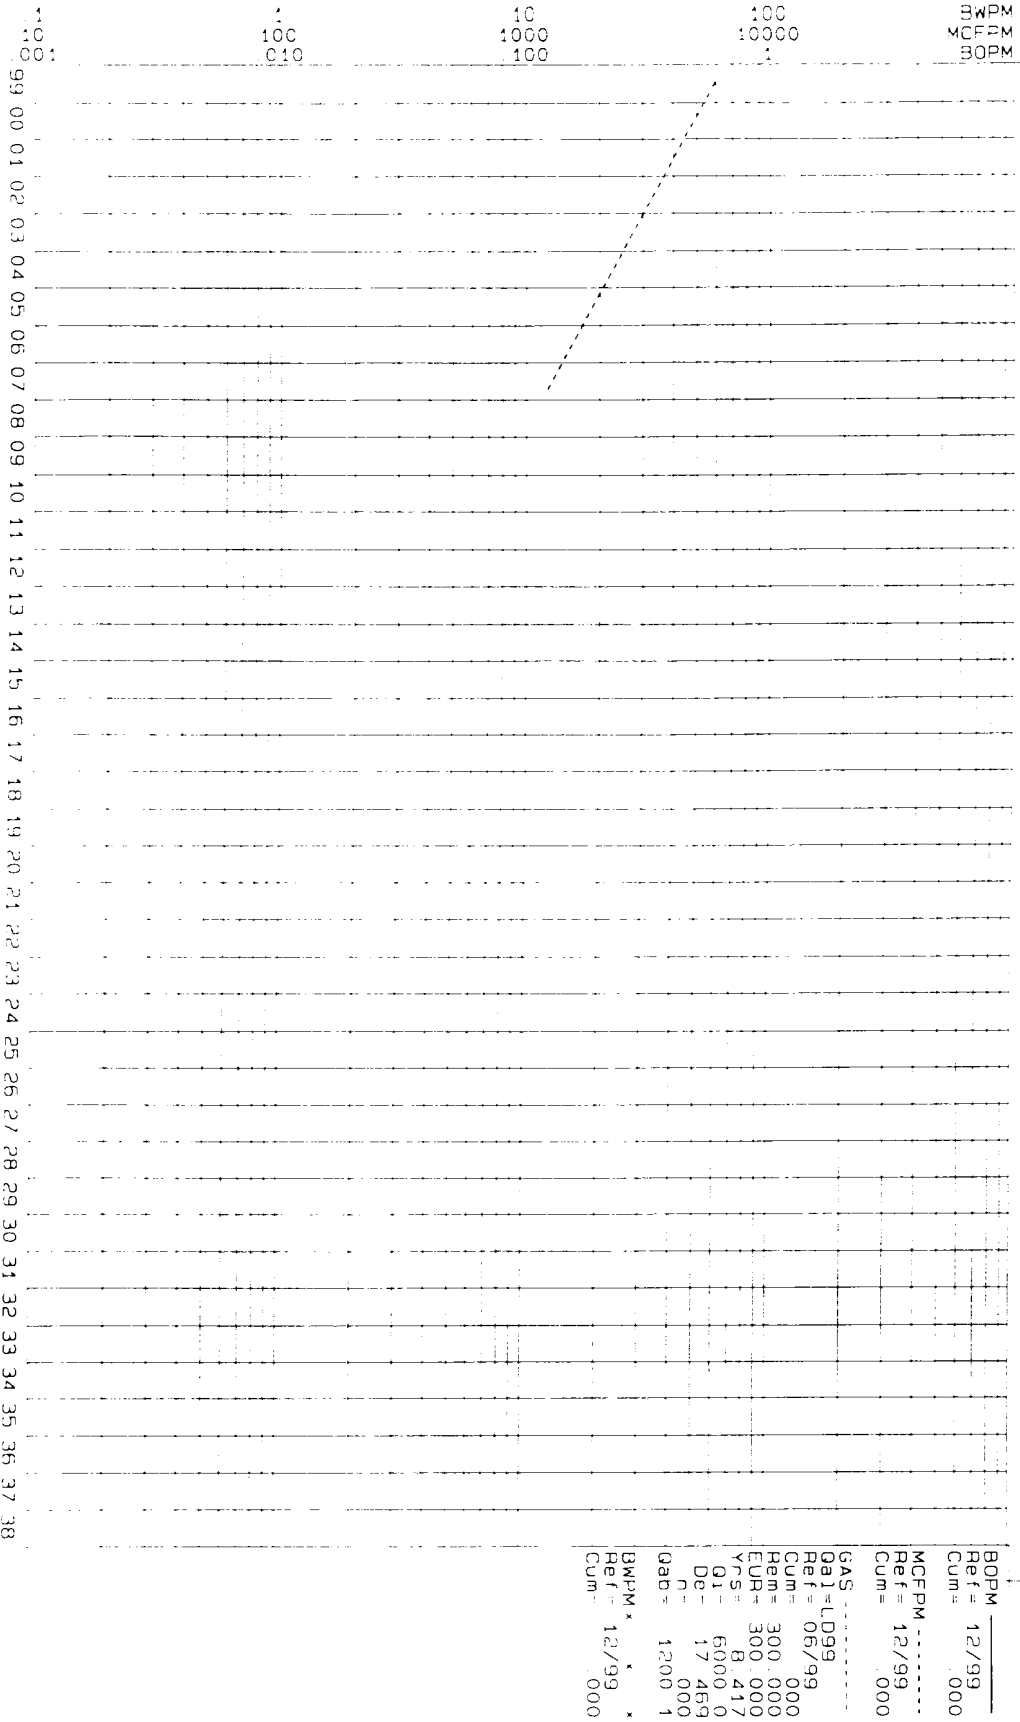 BWPM .1 .1 10 100
MCFPM 10 100 1000 10000
BOPM .001 .010 .100 1
99 00 01 02 03 04 05 06 07 08 09 10 11 12 13 14 15 16 17 18 19 20 21 22 23 24 25 26 27 28 29 30 31 32 33 34 35 36 37 38
BOPM
Ref= 12/99
Cum= .000
MCFPM
Ref= 12/99
Cum= .000
GAS
Qal=LD99
Ref= 06/99
Cum= .000
Rem= 300.000
EUR= 300.000
Yrs= 8.417
Qi= 6000.0
De= 17.469
n= .000
Qab= 1200.1
BWPM x x x
Ref= 12/99
Cum= .000